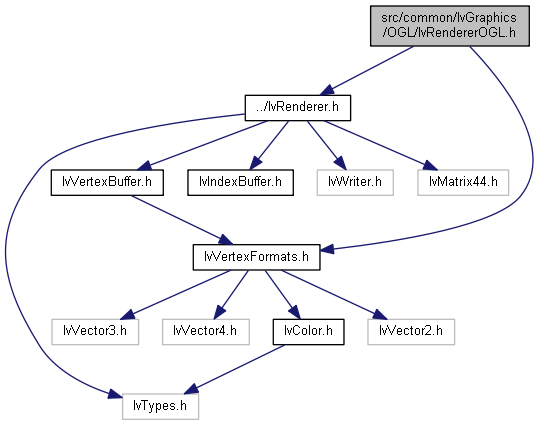 src/common/lvGraphics
/OGL/lvRendererOGL.h
../lvRenderer.h
lvVertexBuffer.h
lvIndexBuffer.h
lvWriter.h
lvMatrix44.h
lvVertexFormats.h
lvVector3.h
lvVector4.h
lvColor.h
lvVector2.h
lvTypes.h